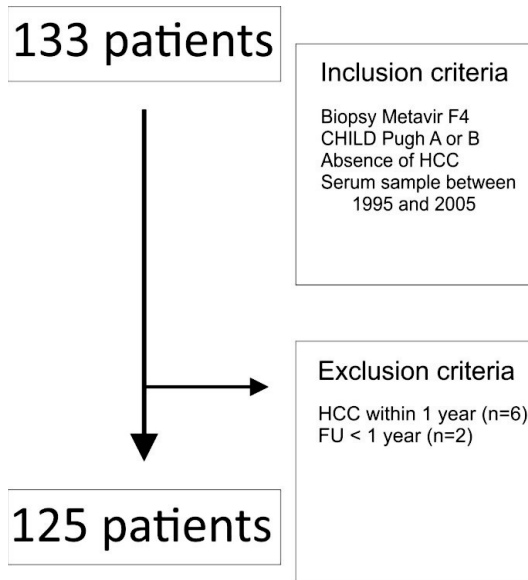 133 patients
Inclusion criteria
Biopsy Metavir F4
CHILD Pugh A or B
Absence of HCC
Serum sample between
1995 and 2005
Exclusion criteria
HCC within 1 year (n=6)
FU < 1 year (n=2)
125 patients